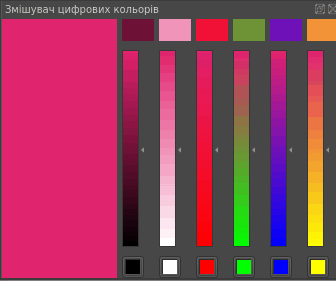 Змішувач цифрових кольорів